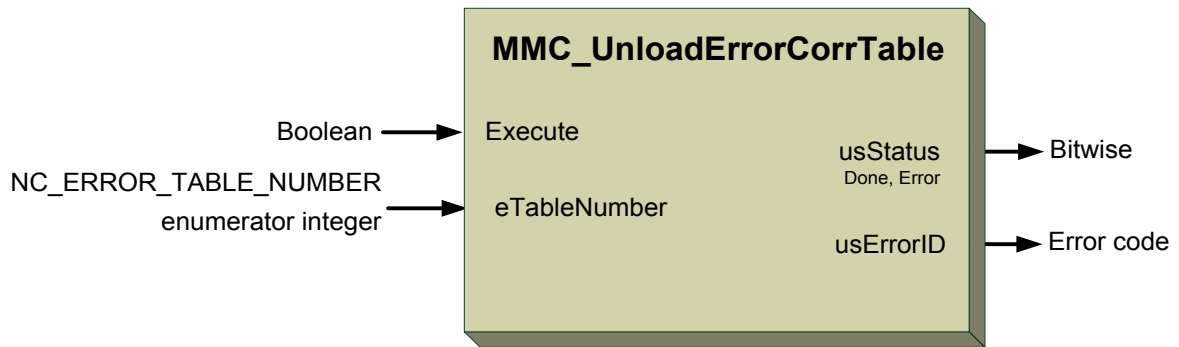 MMC_UnloadErrorCorrTable
Boolean
Execute
NC_ERROR_TABLE_NUMBER
enumerator integer
eTableNumber
usStatus
Done, Error
Bitwise
usErrorID
Error code